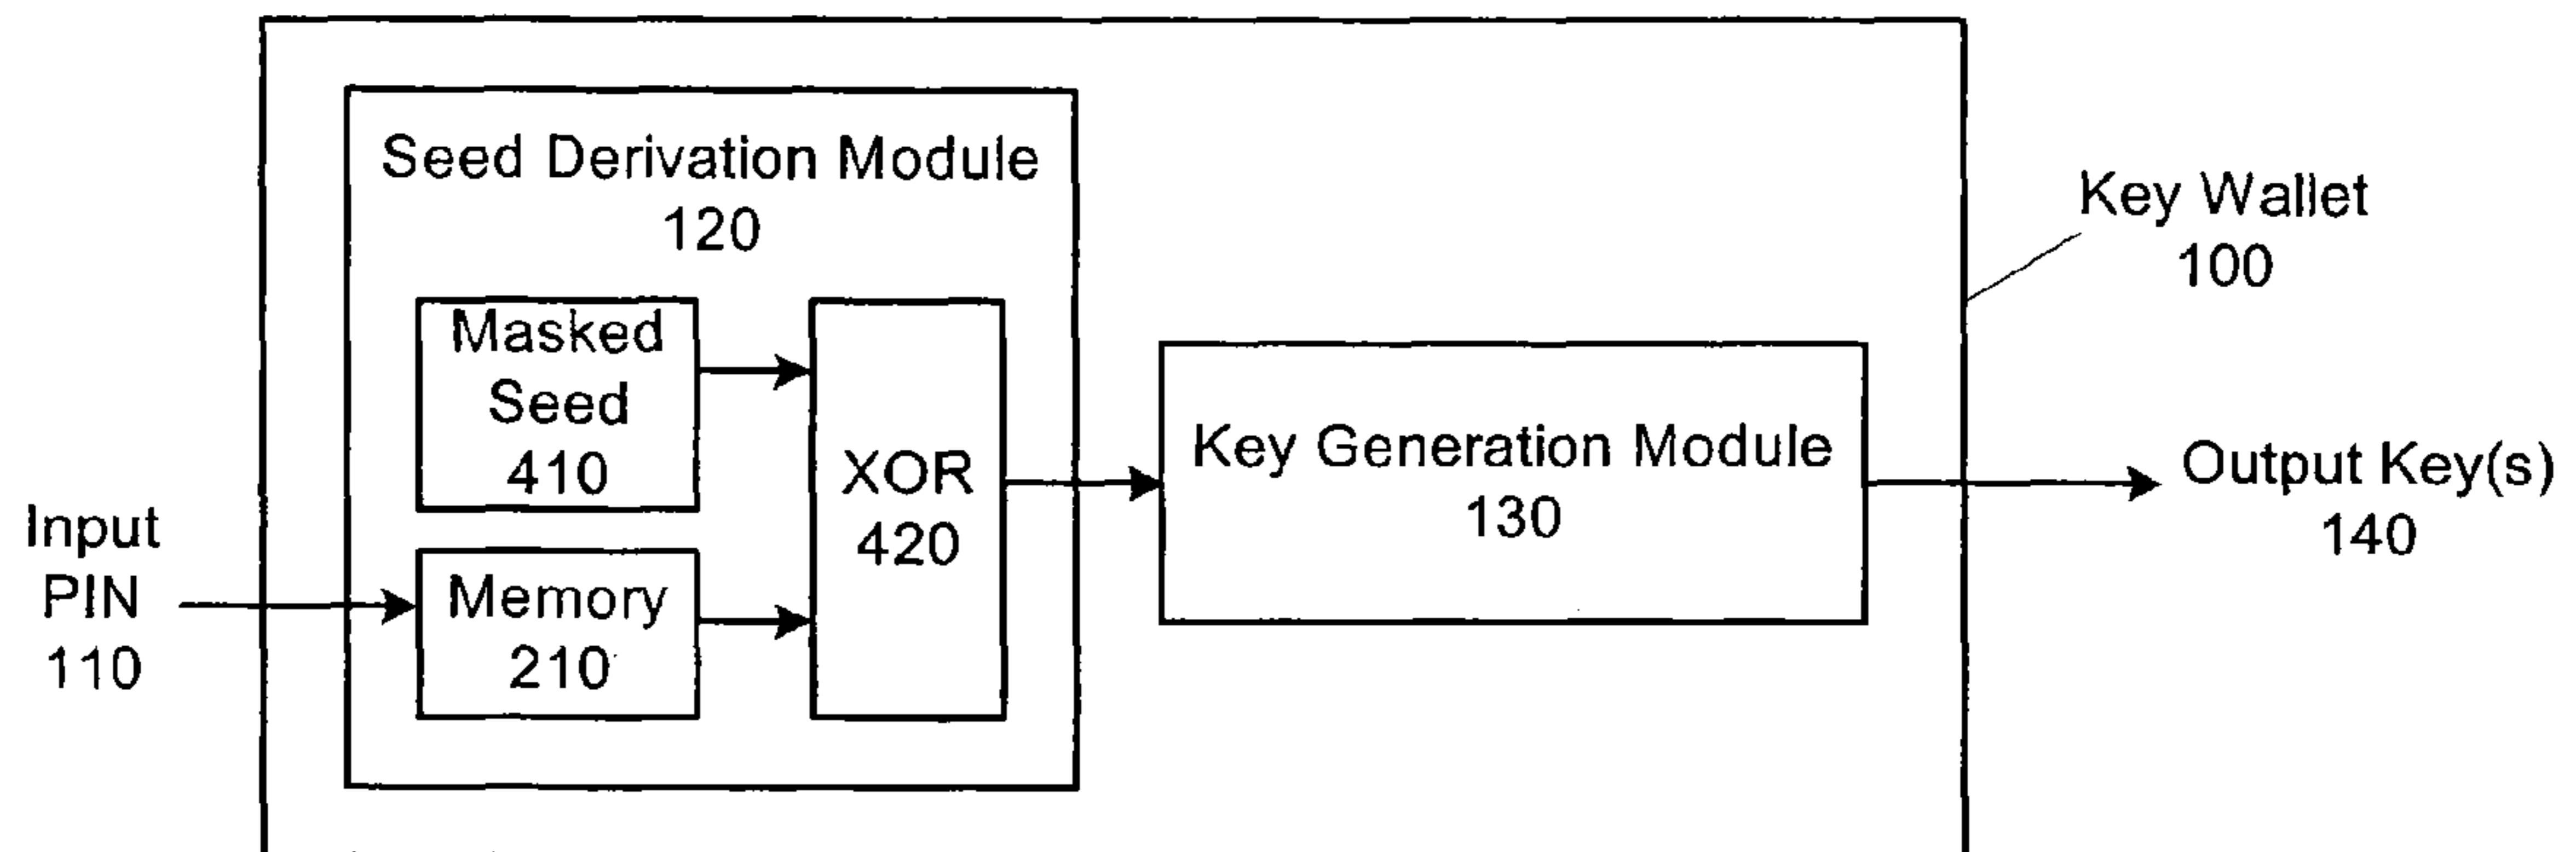 Seed Derivation Module
120
Masked
Seed
410
Memory
210
XOR
420
Input
PIN
110
Key Generation Module
130
Key Wallet
100
Output Key(s)
140